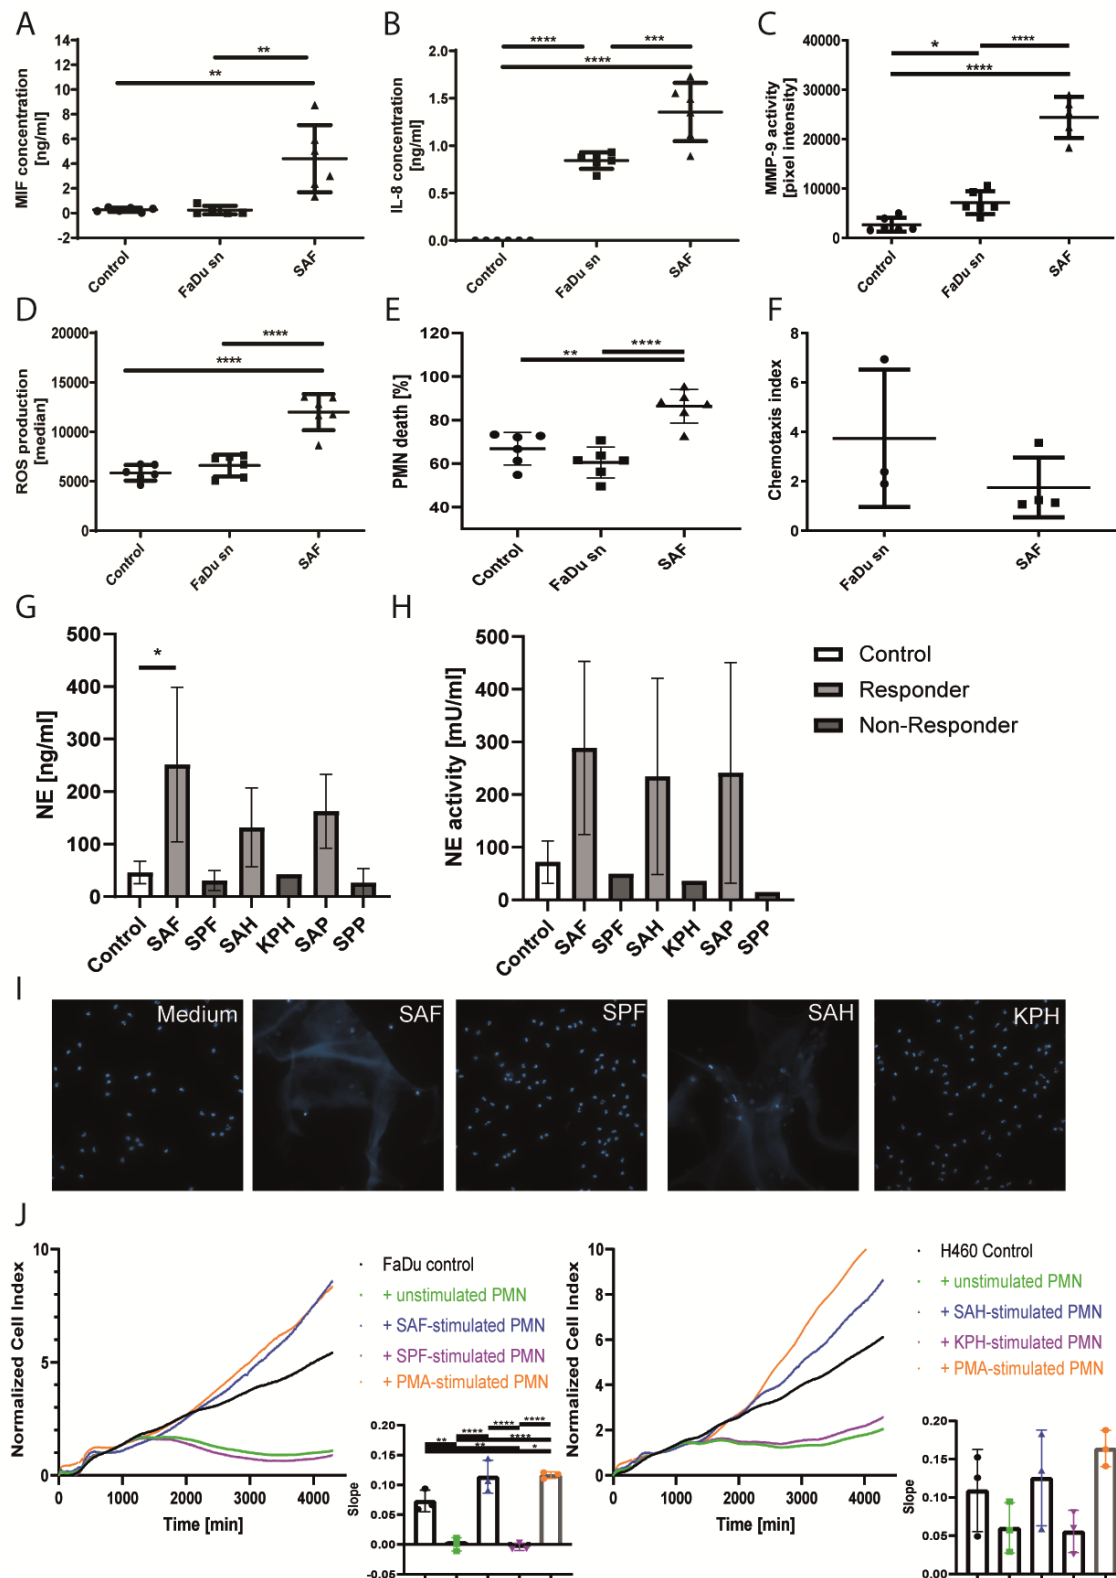 A
MIF concentration
[ng/ml]
14
12
10
8
6
4
2
0
-2
**
**
Control
FaDu sn
SAF
B
IL-8 concentration
[ng/ml]
2.0
1.5
1.0
0.5
0.0
**** ***
****
Control
FaDu sn
SAF
C
MMP-9 activity
[pixel intensity]
40000
30000
20000
10000
0
* ****
****
Control
FaDu sn
SAF
D
ROS production
[median]
20000
15000
10000
5000
0
****
****
Control
FaDu sn
SAF
E
PMN death [%]
120
100
80
60
40
** ****
Control
FaDu sn
SAF
F
Chemotaxis index
8
6
4
2
0
FaDu sn
SAF
G
NE [ng/ml]
500
400
300
200
100
0
*
Control
SAF
SPF
SAH
KPH
SAP
SPP
H
NE activity [mU/ml]
500
400
300
200
100
0
Control
SAF
SPF
SAH
KPH
SAP
SPP
Control
Responder
Non-Responder
I
Medium
SAF
SPF
SAH
KPH
J
Normalized Cell Index
10
5
0
0 1000 2000 3000 4000
Time [min]
FaDu control
+ unstimulated PMN
+ SAF-stimulated PMN
+ SPF-stimulated PMN
+ PMA-stimulated PMN
Slope
0.20
0.15
0.10
0.05
0.00
-0.05
**** ****
**** ****
** ** *
Normalized Cell Index
10
8
6
4
2
0
0 1000 2000 3000 4000
Time [min]
H460 Control
+ unstimulated PMN
+ SAH-stimulated PMN
+ KPH-stimulated PMN
+ PMA-stimulated PMN
Slope
0.20
0.15
0.10
0.05
0.00